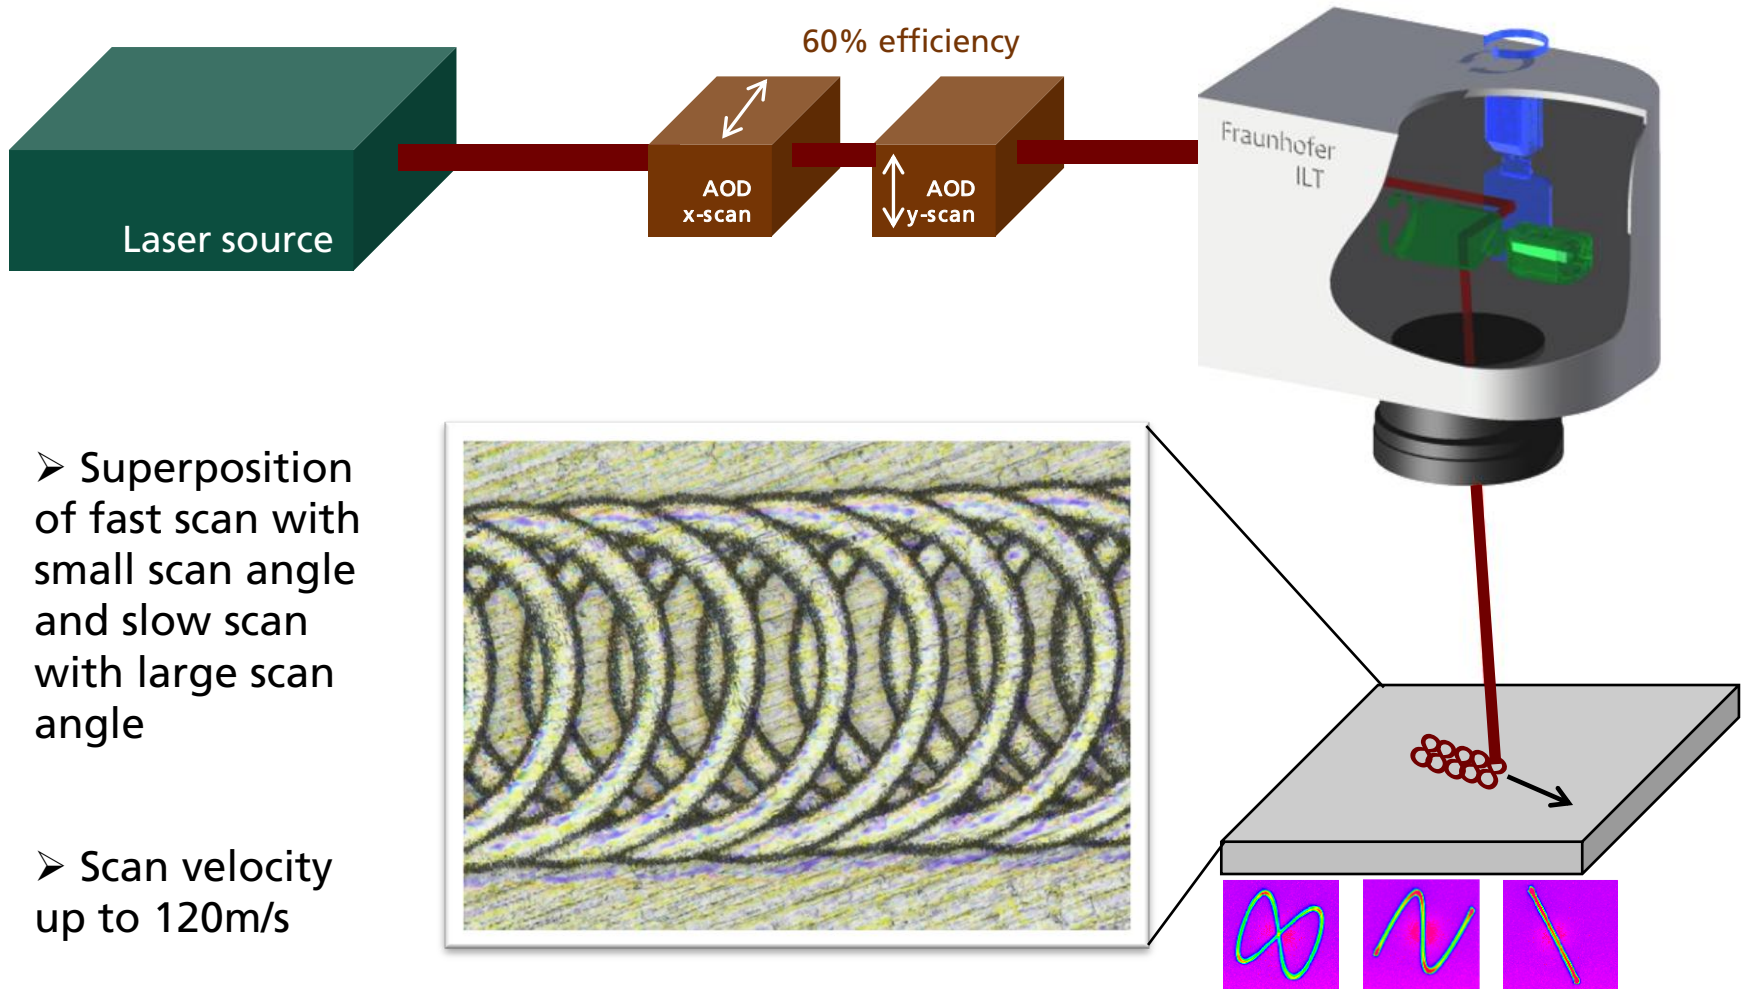 60% efficiency
Laser source
AOD
x-scan
AOD
y-scan
Fraunhofer
ILT
➢ Superposition
of fast scan with
small scan angle
and slow scan
with large scan
angle
➢ Scan velocity
up to 120m/s